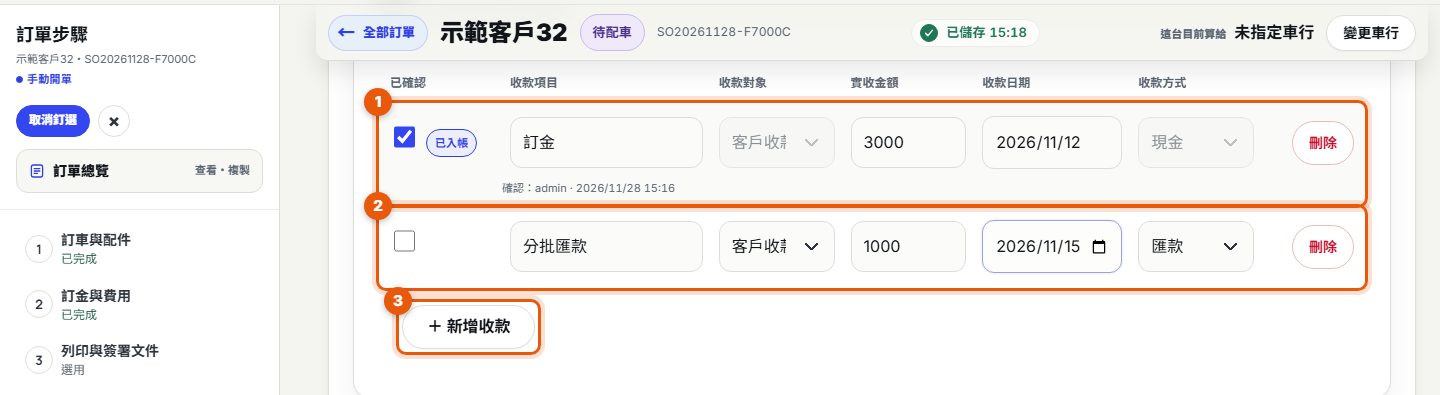 訂單步驟
示範客戶32 • SO20261128-F7000C
手動開單
取消釘選
訂單總覽 查看・複製
1 訂車與配件
已完成
2 訂金與費用
已完成
3 列印與簽署文件
選用
← 全部訂單 示範客戶32 待配車 SO20261128-F7000C 已儲存 15:18 這台目前算給 未指定車行 變更車行
已確認 收款項目 收款對象 實收金額 收款日期 收款方式
1
已入帳 訂金 客戶收 3000 2026/11/12 現金 刪除
確認：admin · 2026/11/28 15:16
2
分批匯款 客戶收 1000 2026/11/15 匯款 刪除
3
＋ 新增收款